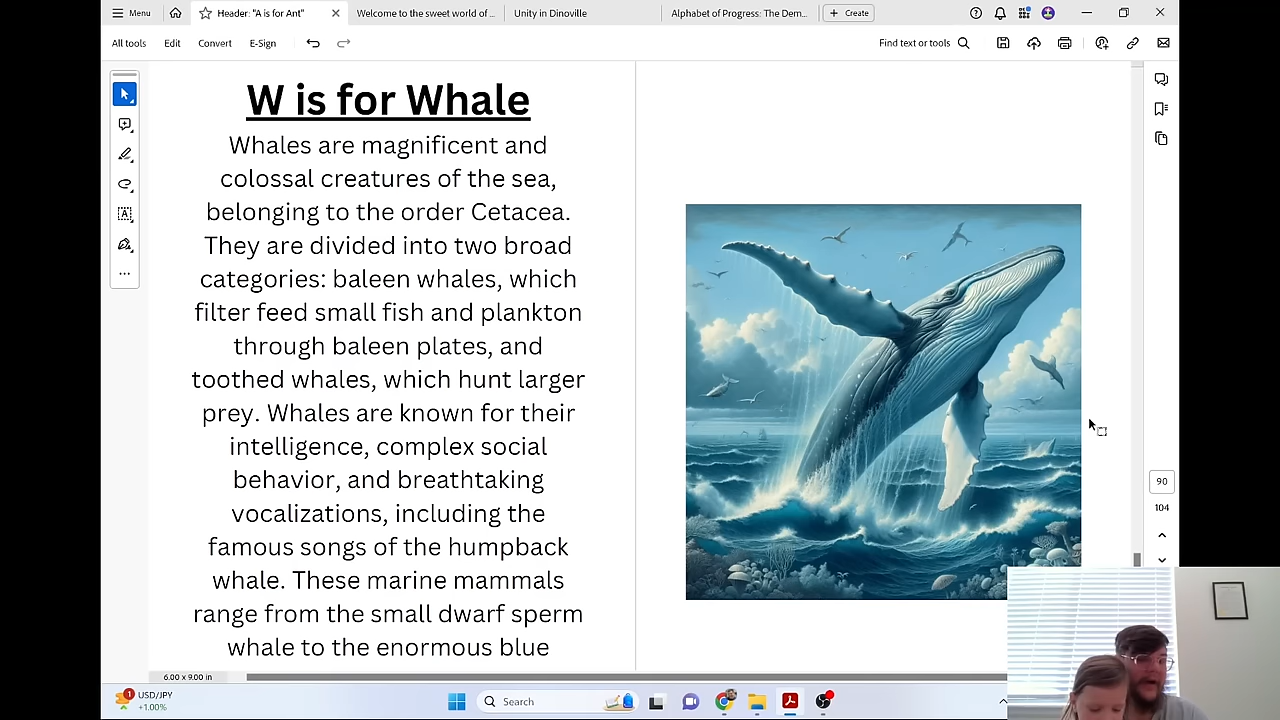 Menu
Header: "A is for Ant"
Welcome to the sweet world of ...
Unity in Enoville
Alphabet of Progress: The Dem...
Create
All tools
Edit
Convert
E-Sign
Find text or tools
W is for Whale
Whales are magnificent and
colossal creatures of the sea,
belonging to the order Cetacea.
They are divided into two broad
categories: baleen whales, which
filter feed small fish and plankton
through baleen plates, and
toothed whales, which hunt larger
prey. Whales are known for their
intelligence, complex social
behavior, and breathtaking
vocalizations, including the
famous songs of the humpback
whale. These marine mammals
range from the small dwarf sperm
whale to the enormous blue
90
104
6.00 x 9.00 in
1
USD/JPY
+1.00%
Search